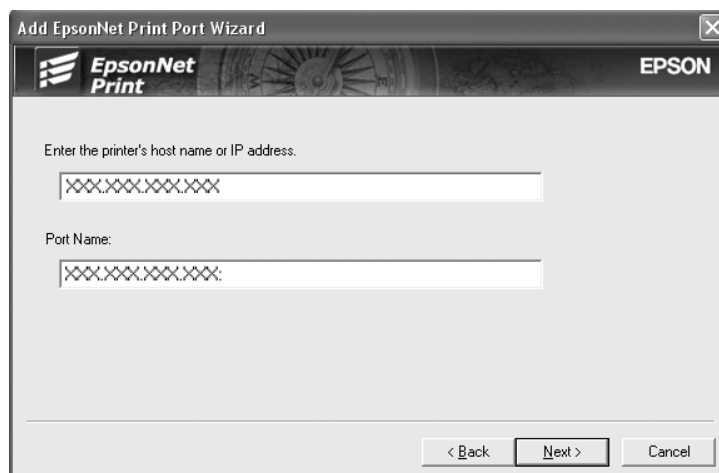 Add EpsonNet Print Port Wizard
EpsonNet
Print
EPSON
Enter the printer's host name or IP address.
XXX.XXX.XXX.XXX
Port Name:
XXX.XXX.XXX.XXX:
< Back
Next >
Cancel